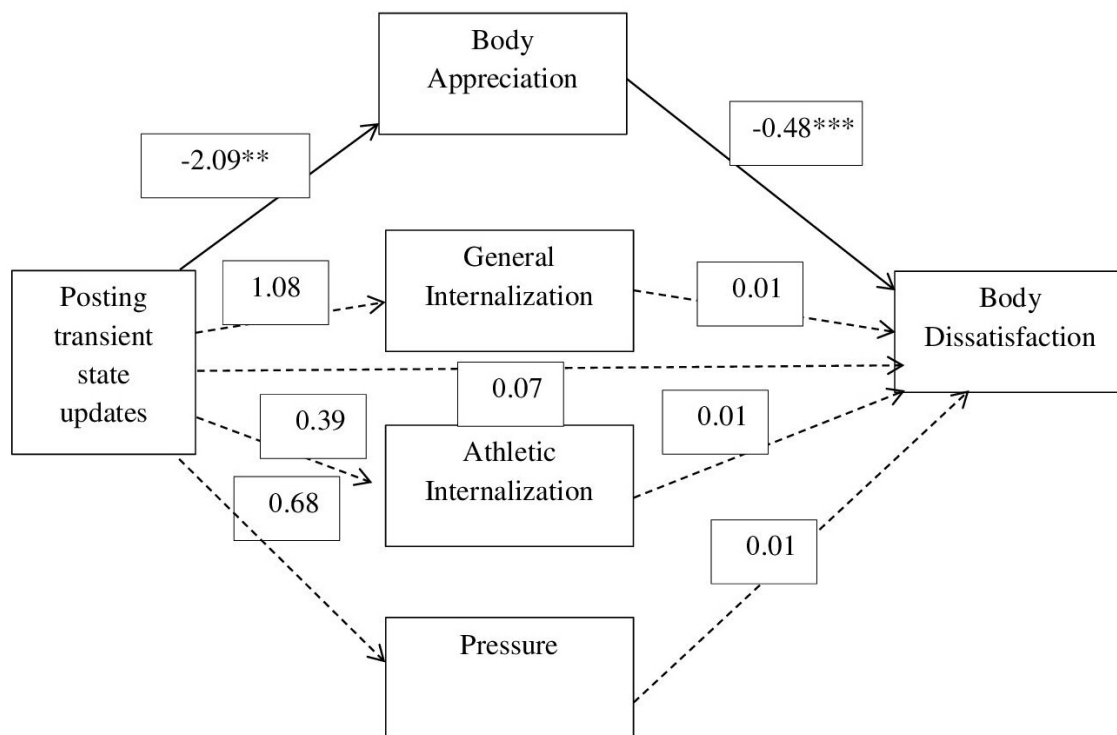 Body
Appreciation
-2.09**
-0.48***
Posting
transient
state
updates
1.08
General
Internalization
0.01
Body
Dissatisfaction
0.07
0.39
Athletic
Internalization
0.01
0.68
0.01
Pressure